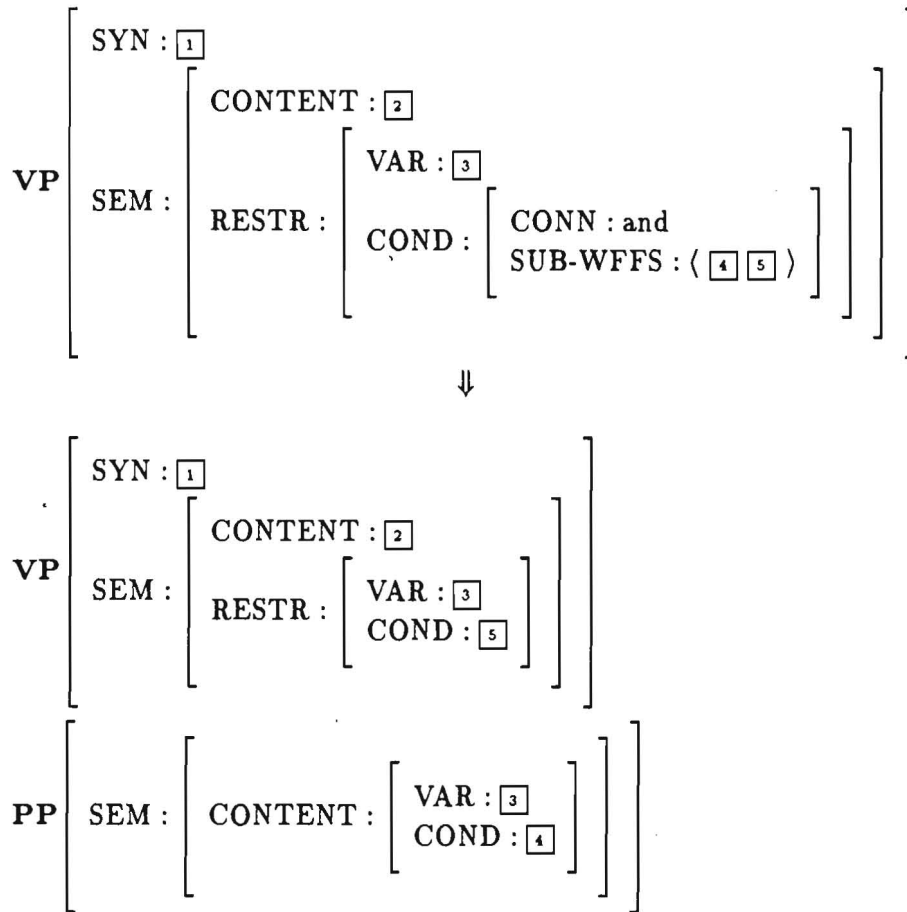 SYN : 1
CONTENT : 2
VAR : 3
VP
SEM :
RESTR :
COND :
CONN : and
SUB-WFFS : ⟨ 4 5 ⟩
⇓
SYN : 1
CONTENT : 2
VP
SEM :
RESTR :
VAR : 3
COND : 5
PP
SEM :
CONTENT :
VAR : 3
COND : 4